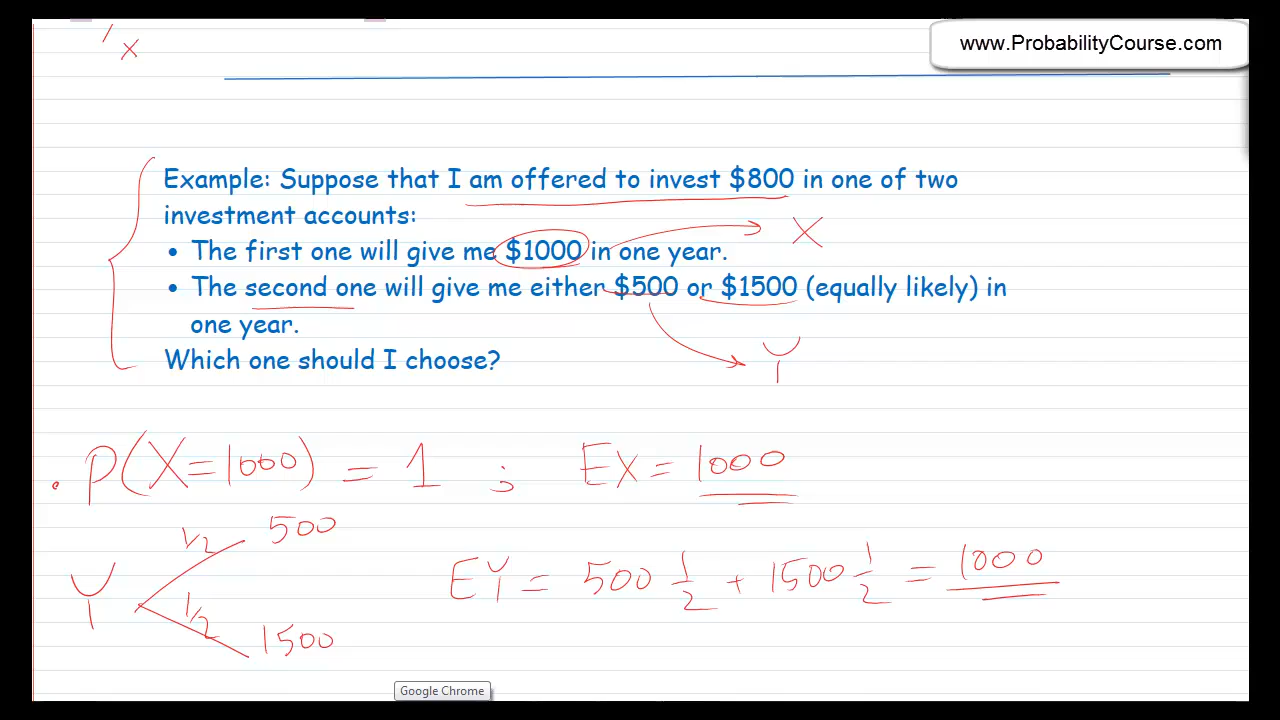 www.ProbabilityCourse.com
x
Example: Suppose that I am offered to invest $800 in one of two
investment accounts:
• The first one will give me $1000 in one year.
X
• The second one will give me either $500 or $1500 (equally likely) in
one year.
Y
Which one should I choose?
. P(X=1000) = 1 ; EX = 1000
Y 1/2 500
1/2 1500
EY = 500 1/2 + 1500 1/2 = 1000
Google Chrome